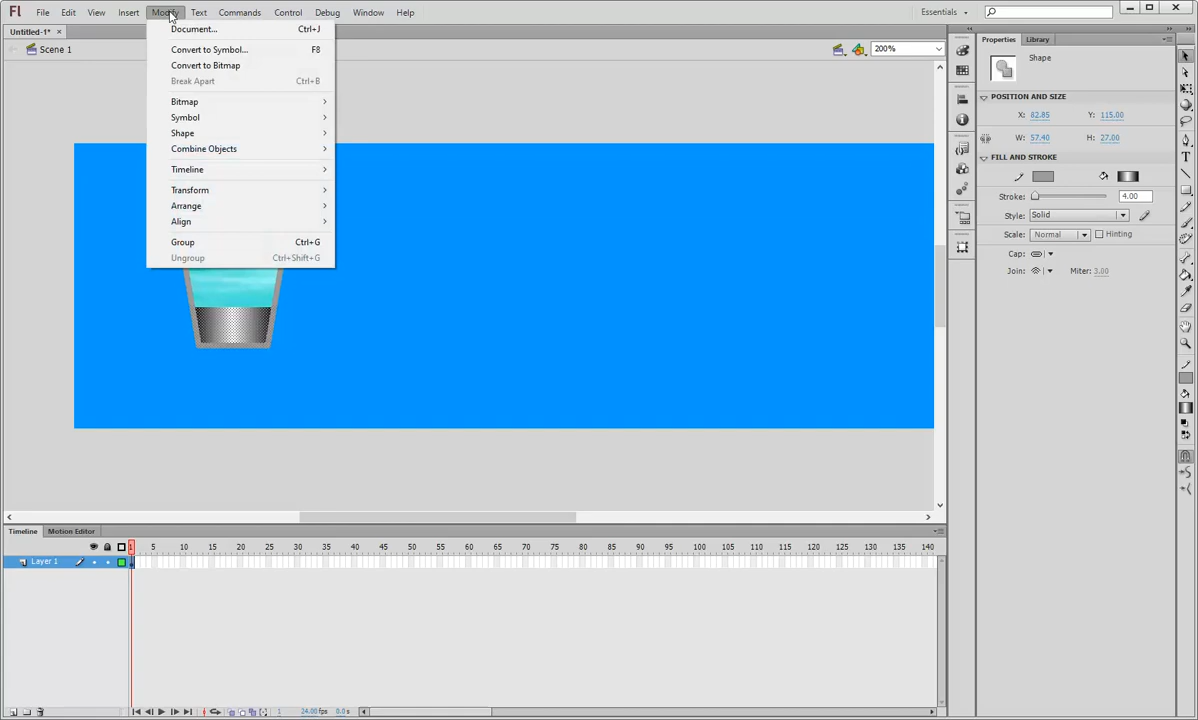 Fl File Edit View Insert Modify Text Commands Control Debug Window Help Essentials
Untitled-1* ×
Scene 1
200%
Document... Ctrl+J
Convert to Symbol... F8
Convert to Bitmap
Break Apart Ctrl+B
Bitmap
Symbol
Shape
Combine Objects
Timeline
Transform
Arrange
Align
Group Ctrl+G
Ungroup Ctrl+Shift+G
Properties Library
Shape
POSITION AND SIZE
X: 82.85 Y: 115.00
W: 57.40 H: 27.00
FILL AND STROKE
Stroke: 4.00
Style: Solid
Scale: Normal Hinting
Cap:
Join: Miter: 3.00
Timeline Motion Editor
1 5 10 15 20 25 30 35 40 45 50 55 60 65 70 75 80 85 90 95 100 105 110 115 120 125 130 135 140
Layer 1
1 24.00 fps 0.0 s